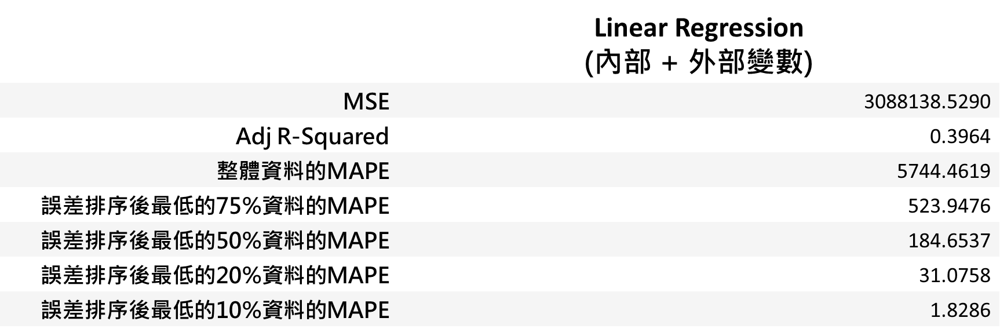 Linear Regression
(內部 + 外部變數)
MSE 3088138.5290
Adj R-Squared 0.3964
整體資料的MAPE 5744.4619
誤差排序後最低的75%資料的MAPE 523.9476
誤差排序後最低的50%資料的MAPE 184.6537
誤差排序後最低的20%資料的MAPE 31.0758
誤差排序後最低的10%資料的MAPE 1.8286